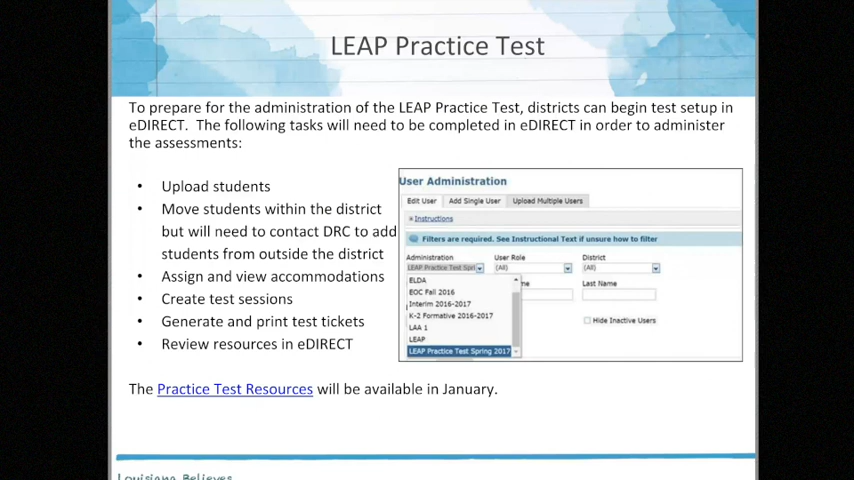 LEAP Practice Test
To prepare for the administration of the LEAP Practice Test, districts can begin test setup in
eDIRECT. The following tasks will need to be completed in eDIRECT in order to administer
the assessments:
• Upload students
• Move students within the district
but will need to contact DRC to add
students from outside the district
• Assign and view accommodations
• Create test sessions
• Generate and print test tickets
• Review resources in eDIRECT
User Administration
Edit User Add Single User Upload Multiple Users
Instructions
Filters are required. See Instructional Text if unsure how to filter
Administration User Role District
LEAP Practice Test Spri (All) (All)
ELDA
EOC Fall 2016
Interim 2016-2017
K-2 Formative 2016-2017
LAA 1
LEAP
LEAP Practice Test Spring 2017
me Last Name
Hide Inactive Users
The Practice Test Resources will be available in January.
Louisiana Believes